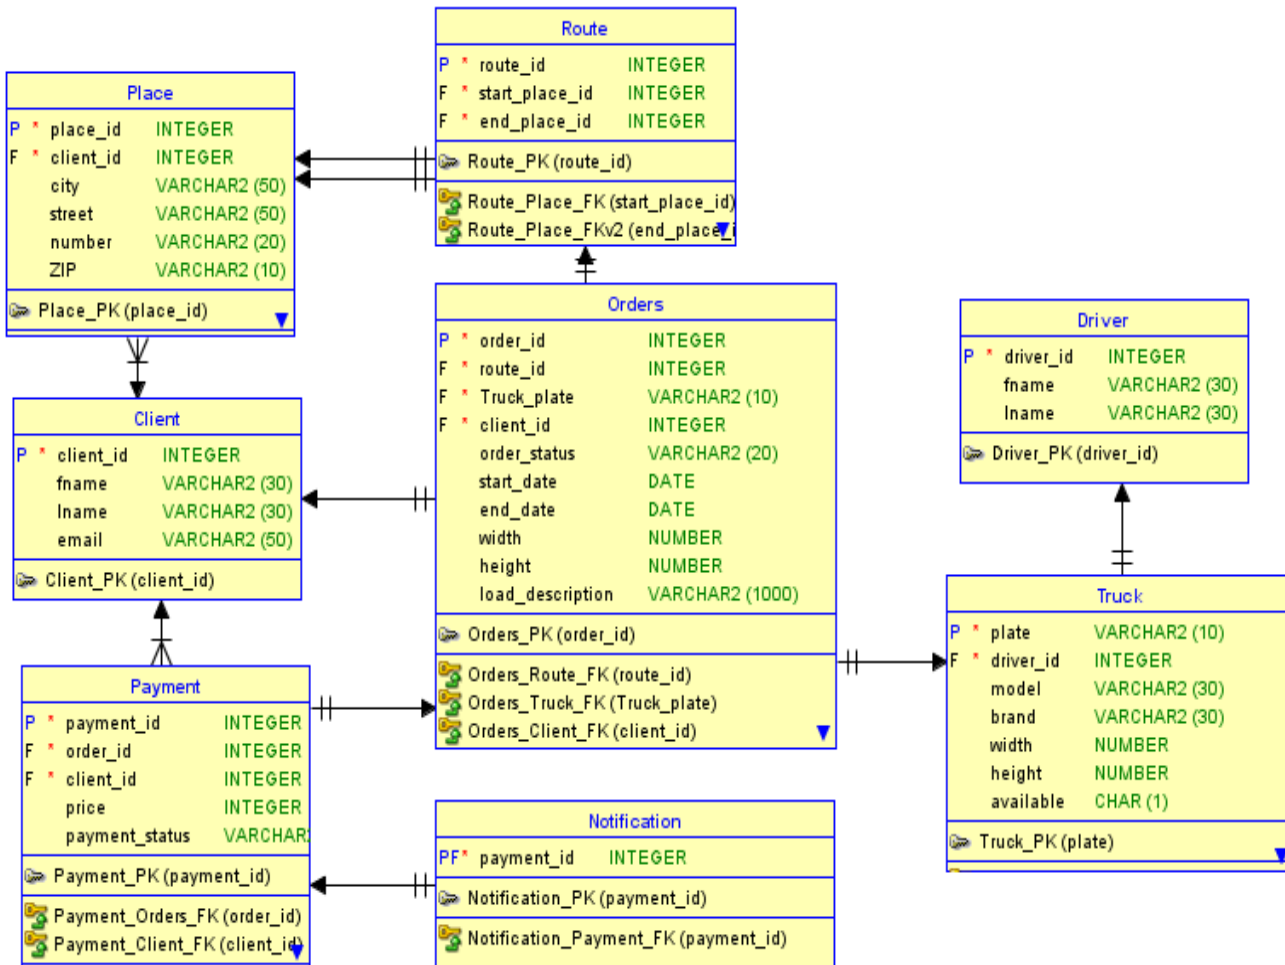 Route
P * route_id INTEGER
F * start_place_id INTEGER
F * end_place_id INTEGER
Route_PK (route_id)
Route_Place_FK (start_place_id)
Route_Place_FKv2 (end_place_i
Place
P * place_id INTEGER
F * client_id INTEGER
city VARCHAR2 (50)
street VARCHAR2 (50)
number VARCHAR2 (20)
ZIP VARCHAR2 (10)
Place_PK (place_id)
Client
P * client_id INTEGER
fname VARCHAR2 (30)
lname VARCHAR2 (30)
email VARCHAR2 (50)
Client_PK (client_id)
Orders
P * order_id INTEGER
F * route_id INTEGER
F * Truck_plate VARCHAR2 (10)
F * client_id INTEGER
order_status VARCHAR2 (20)
start_date DATE
end_date DATE
width NUMBER
height NUMBER
load_description VARCHAR2 (1000)
Orders_PK (order_id)
Orders_Route_FK (route_id)
Orders_Truck_FK (Truck_plate)
Orders_Client_FK (client_id)
Driver
P * driver_id INTEGER
fname VARCHAR2 (30)
lname VARCHAR2 (30)
Driver_PK (driver_id)
Truck
P * plate VARCHAR2 (10)
F * driver_id INTEGER
model VARCHAR2 (30)
brand VARCHAR2 (30)
width NUMBER
height NUMBER
available CHAR (1)
Truck_PK (plate)
Payment
P * payment_id INTEGER
F * order_id INTEGER
F * client_id INTEGER
price INTEGER
payment_status VARCHAR2
Payment_PK (payment_id)
Payment_Orders_FK (order_id)
Payment_Client_FK (client_id)
Notification
PF* payment_id INTEGER
Notification_PK (payment_id)
Notification_Payment_FK (payment_id)